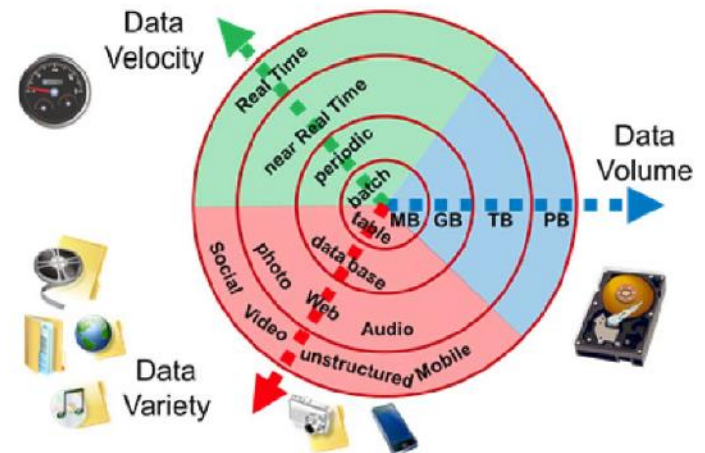 Data
Velocity
Real Time
near Real Time
periodic
batch
Data
Volume
MB GB TB PB
table
data base
photo Web Audio
Social Video unstructured Mobile
Data
Variety